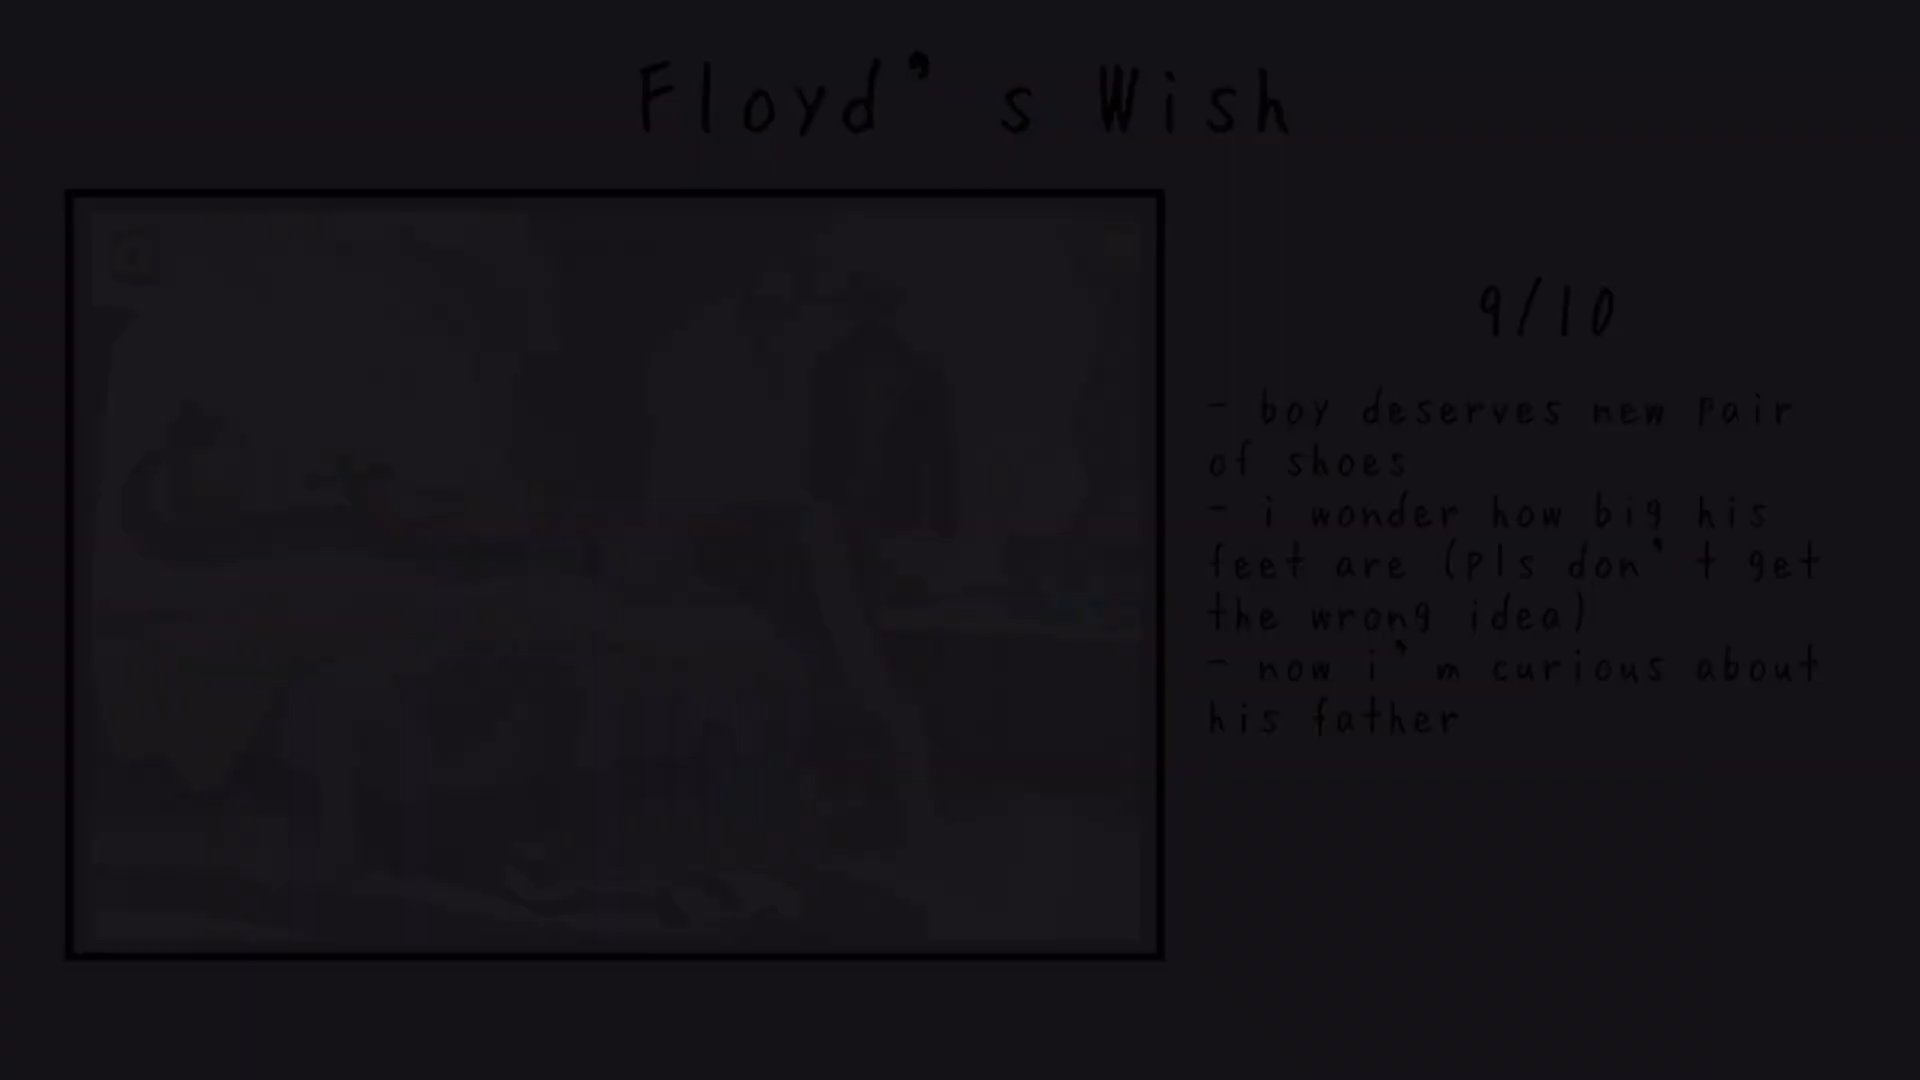 Floyd's Wish
9/10
- boy deserves new pair
of shoes
- i wonder how big his
feet are (pls don't get
the wrong idea)
- now i'm curious about
his father